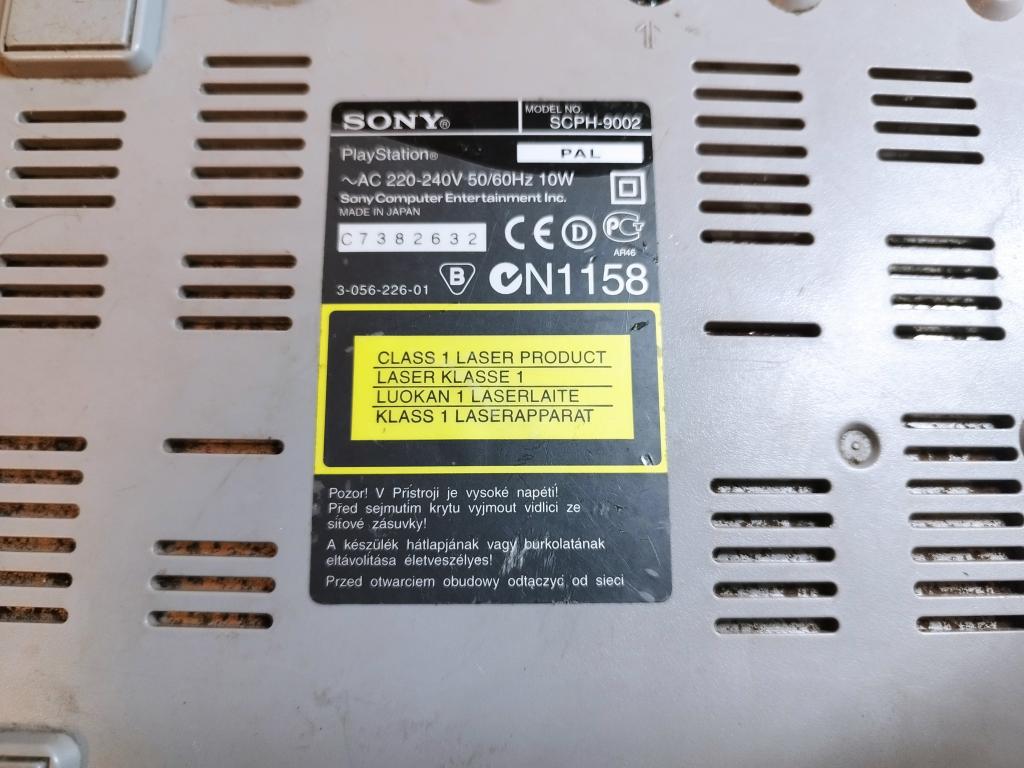 SONY®
MODEL NO.
SCPH-9002
PlayStation®
PAL
～AC 220-240V 50/60Hz 10W
Sony Computer Entertainment Inc.
MADE IN JAPAN
C7382632
CE D PG
AR46
3-056-226-01
B
N1158
CLASS 1 LASER PRODUCT
LASER KLASSE 1
LUOKAN 1 LASERLAITE
KLASS 1 LASERAPPARAT
Pozor! V Přístroji je vysoké napětí!
Před sejmutím krytu vyjmout vidlici ze
síťové zásuvky!
A készülék hátlapjának vagy burkolatának
eltávolítása életveszélyes!
Przed otwarciem obudowy odłączyć od sieci